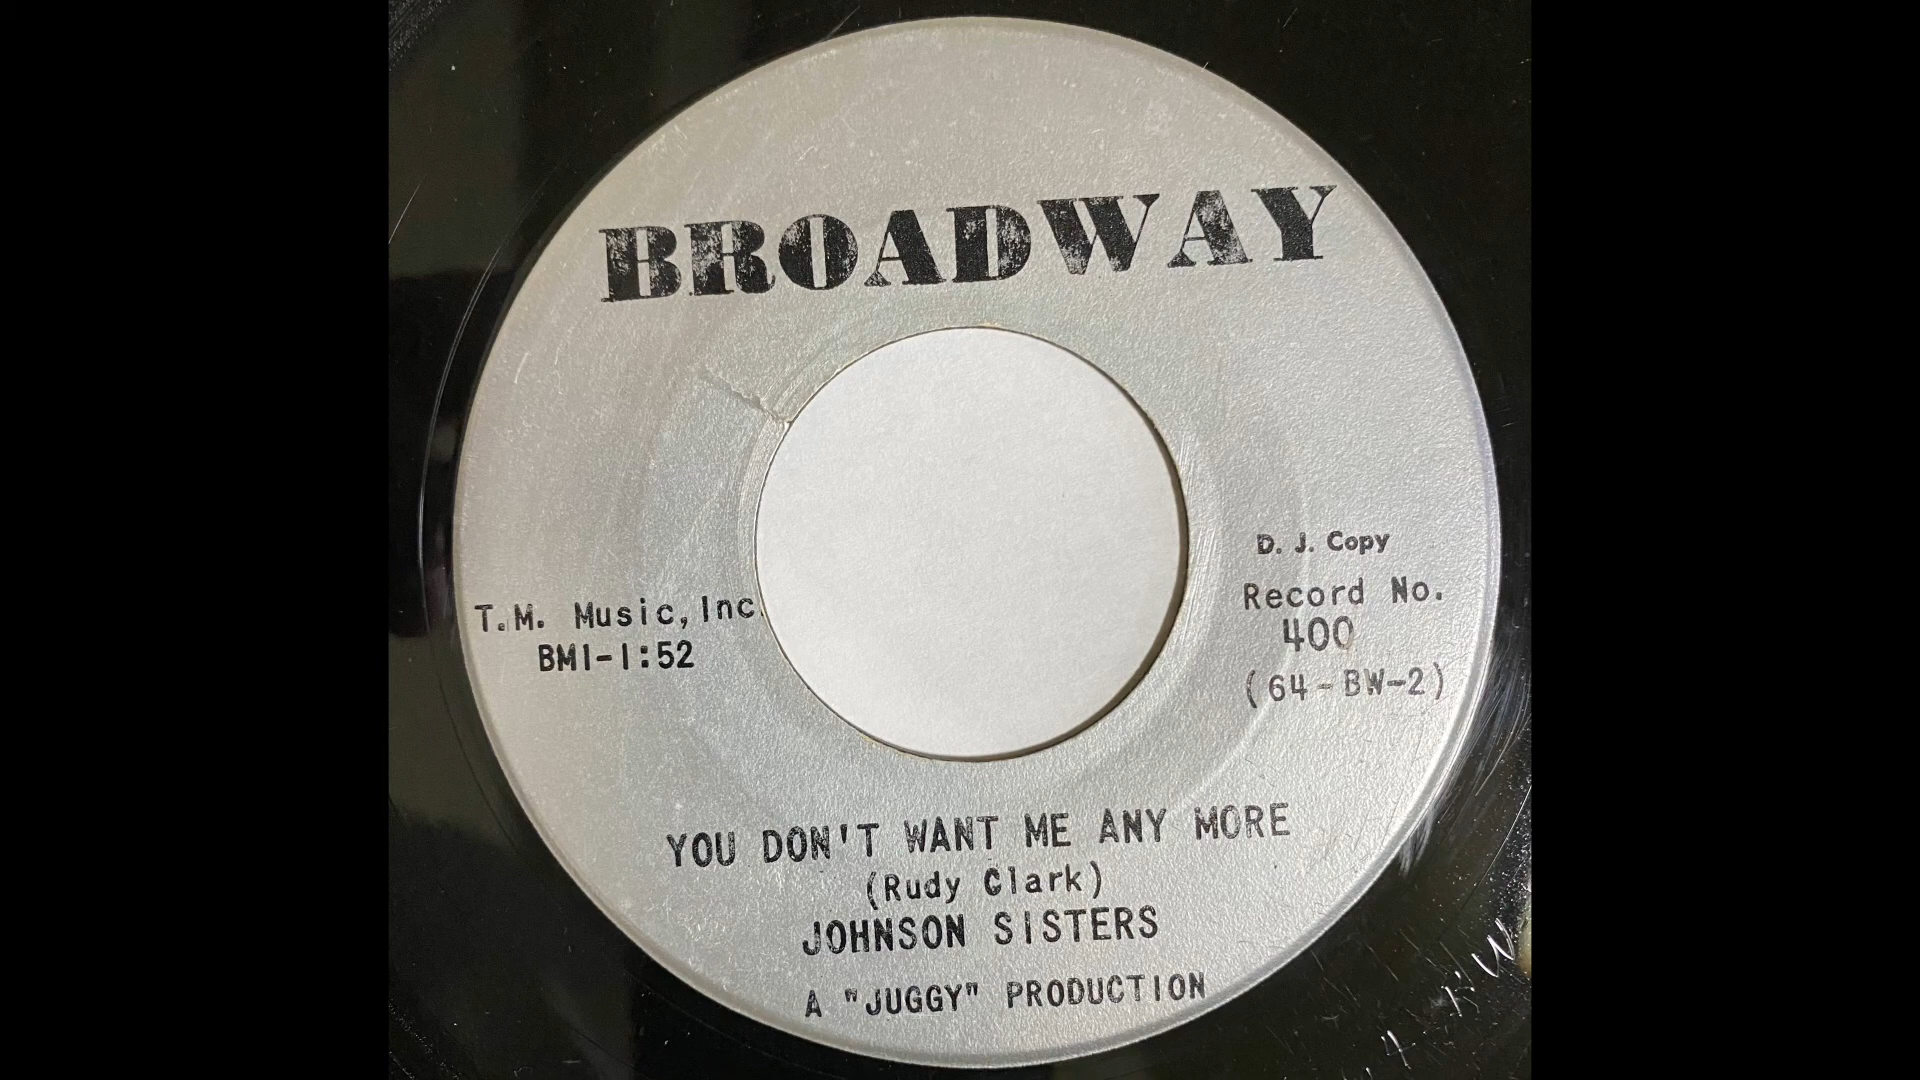 BROADWAY
D. J. Copy
T.M. Music, Inc.
BMI-1:52
Record No.
400
(64-BW-2)
YOU DON'T WANT ME ANY MORE
(Rudy Clark)
JOHNSON SISTERS
A "JUGGY" PRODUCTION